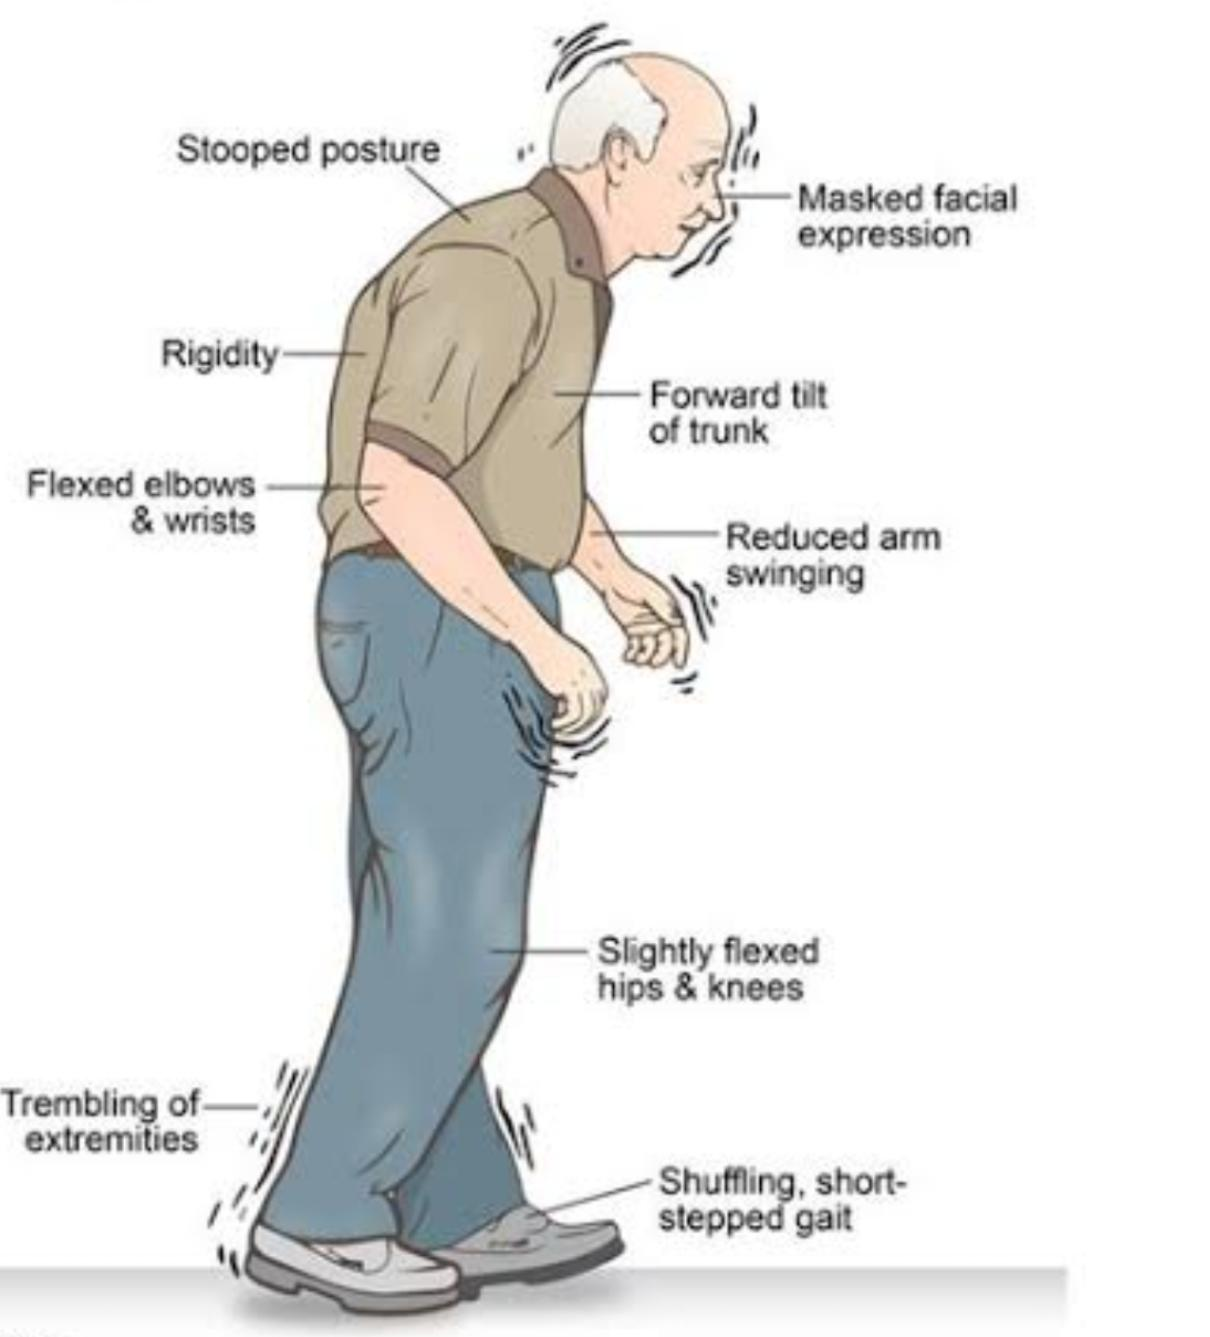 Stooped posture
Masked facial
expression
Rigidity
Forward tilt
of trunk
Flexed elbows
& wrists
Reduced arm
swinging
Slightly flexed
hips & knees
Trembling of
extremities
Shuffling, short-
stepped gait